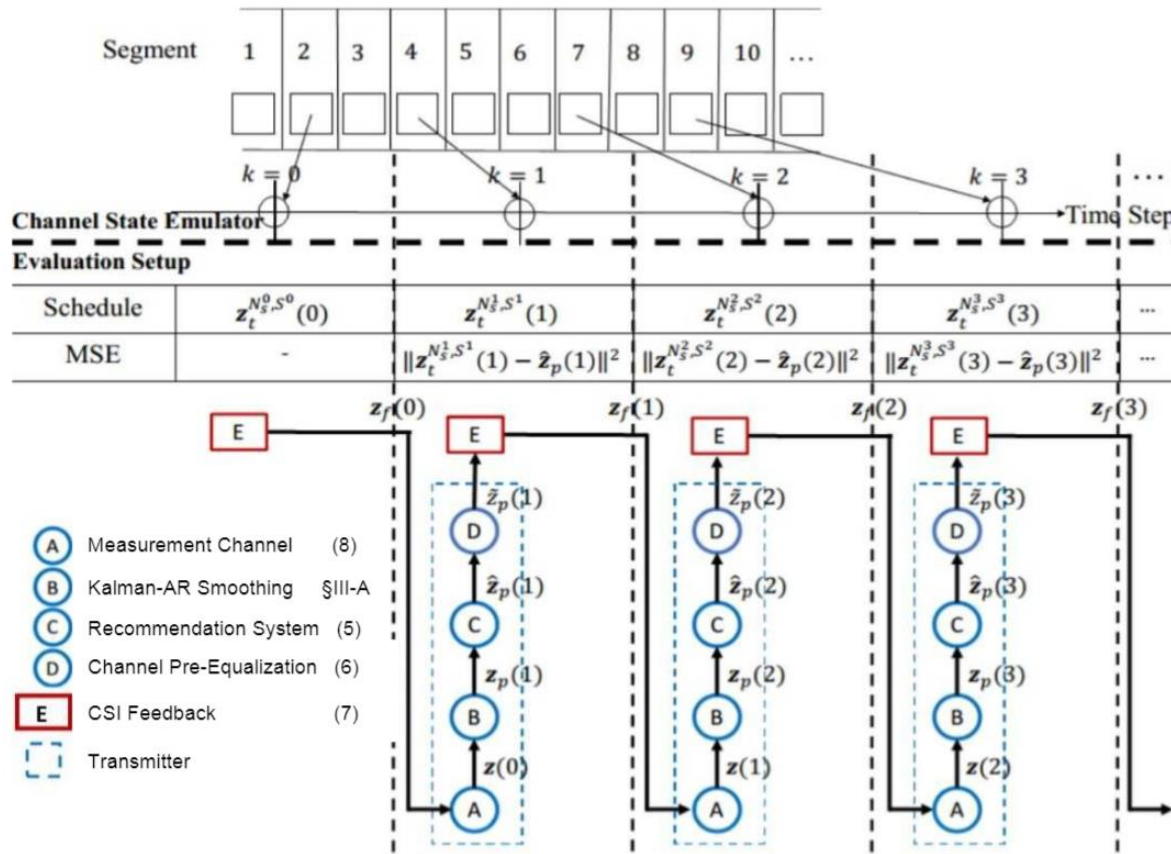 Segment 1 2 3 4 5 6 7 8 9 10 ...
k = 0 k = 1 k = 2 k = 3 ...
Channel State Emulator Time Step
Evaluation Setup
Schedule z_t^{N_s^0,S^0}(0) z_t^{N_s^1,S^1}(1) z_t^{N_s^2,S^2}(2) z_t^{N_s^3,S^3}(3) ...
MSE - ‖z_t^{N_s^1,S^1}(1) − ẑ_p(1)‖² ‖z_t^{N_s^2,S^2}(2) − ẑ_p(2)‖² ‖z_t^{N_s^3,S^3}(3) − ẑ_p(3)‖² ...
z_f(0) z_f(1) z_f(2) z_f(3)
E E E E
z̃_p(1) z̃_p(2) z̃_p(3)
D D D
ẑ_p(1) ẑ_p(2) ẑ_p(3)
C C C
z_p(1) z_p(2) z_p(3)
B B B
z(0) z(1) z(2)
A A A
A Measurement Channel (8)
B Kalman-AR Smoothing §III-A
C Recommendation System (5)
D Channel Pre-Equalization (6)
E CSI Feedback (7)
Transmitter